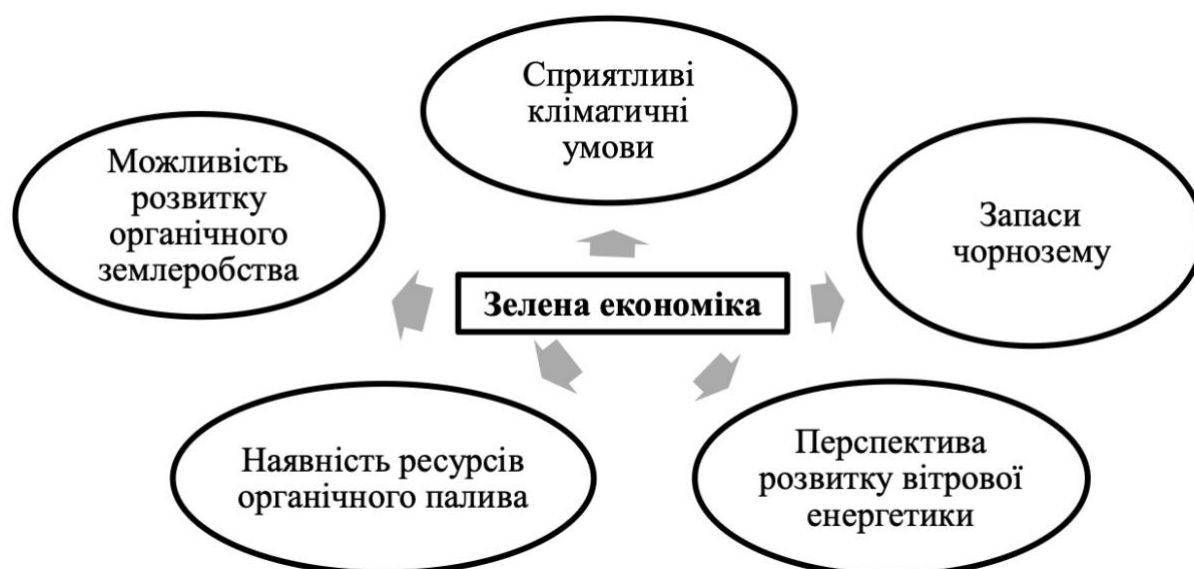 Сприятливі
кліматичні
умови
Можливість
розвитку
органічного
землеробства
Запаси
чорнозему
Зелена економіка
Наявність ресурсів
органічного палива
Перспектива
розвитку вітрової
енергетики